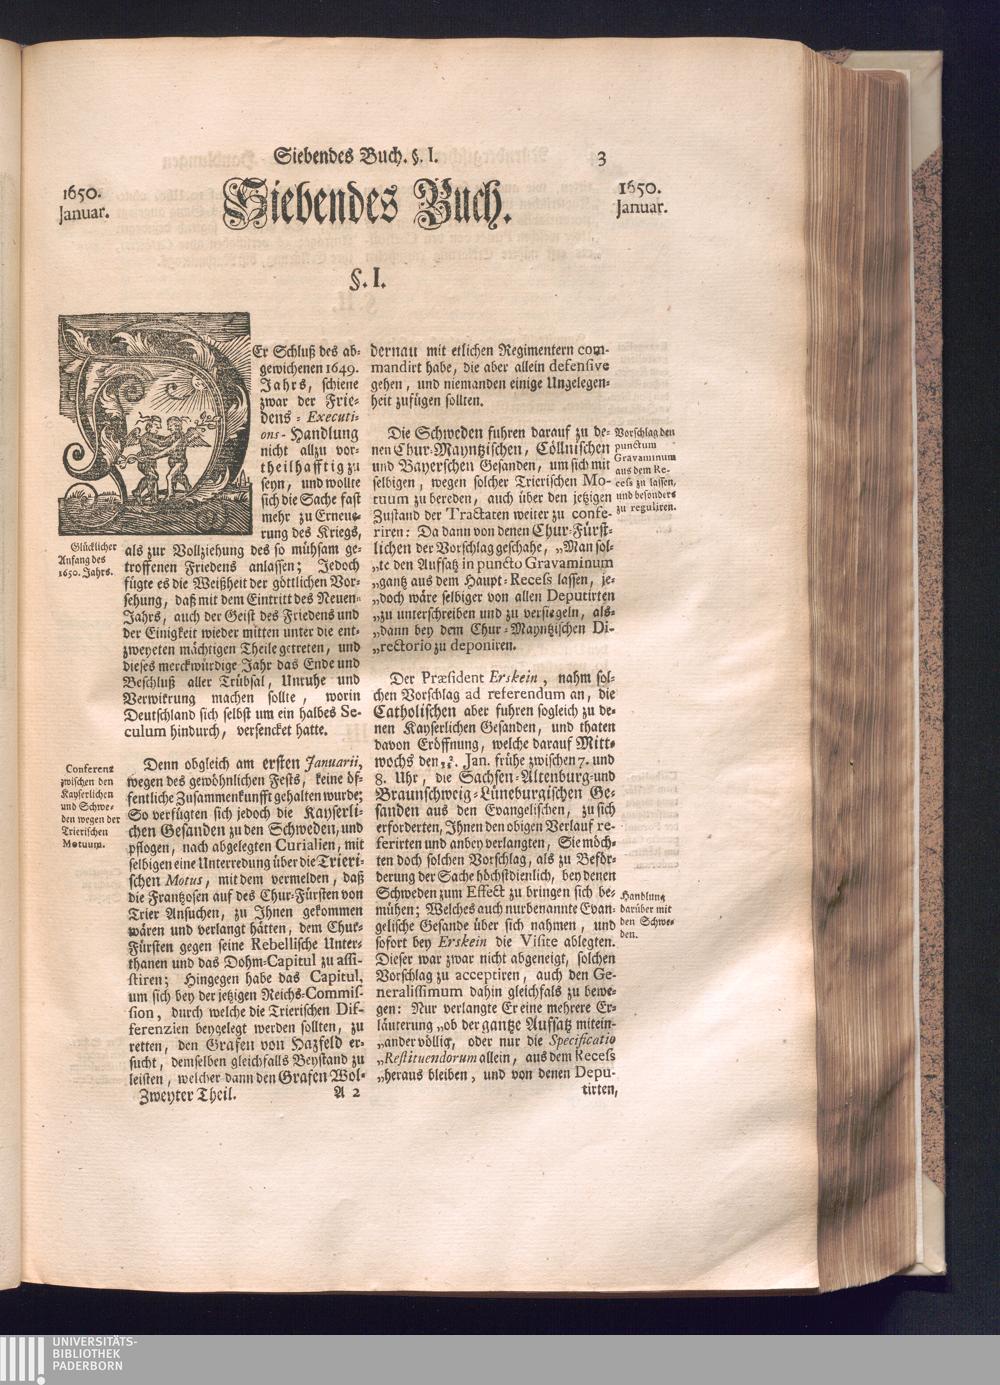 Siebendes Buch. §. I. 3
1650.
Januar.
Siebendes Buch.
1650.
Januar.
§. I.
DEr Schluß des ab-
gewichenen 1649.
Jahrs, schiene
zwar der Frie-
dens- Executi-
ons-Handlung
nicht allzu vor-
theilhafftig zu
seyn, und wollte
sich die Sache fast
mehr zu Erneue-
rung des Kriegs,
als zur Vollziehung des so mühsam ge-
troffenen Friedens anlassen; Jedoch
fügte es die Weißheit der göttlichen Vor-
sehung, daß mit dem Eintritt des Neuen-
Jahrs, auch der Geist des Friedens und
der Einigkeit wieder mitten unter die ent-
zweyeten mächtigen Theile getreten, und
dieses merckwürdige Jahr das Ende und
Beschluß aller Trübsal, Unruhe und
Verwirrung machen sollte, worin
Deutschland sich selbst um ein halbes Se-
culum hindurch, versencket hatte.
Glücklicher
Anfang des
1650. Jahrs.
Denn obgleich am ersten Januarii,
wegen des gewöhnlichen Fests, keine öf-
fentliche Zusammenkunfft gehalten wurde;
So verfügten sich jedoch die Kayserli-
chen Gesanden zu den Schweden, und
pflogen, nach abgelegten Curialien, mit
selbigen eine Unterredung über die Trieri-
schen Motus, mit dem vermelden, daß
die Frantzosen auf des Chur-Fürsten von
Trier Ansuchen, zu Ihnen gekommen
wären und verlangt hätten, dem Chur-
Fürsten gegen seine Rebellische Unter-
thanen und das Dohm-Capitul zu assi-
stiren; Hingegen habe das Capitul,
um sich bey der jetzigen Reichs-Commis-
sion, durch welche die Trierischen Dif-
ferenzien beygelegt werden sollten, zu
retten, den Grafen von Hazfeld er-
sucht, demselben gleichfalls Beystand zu
leisten, welcher dann den Grafen Wol-
Conferenz
zwischen den
Kayserlichen
und Schwe-
den wegen der
Trierischen
Motuum.
Zweyter Theil. A 2
dernau mit etlichen Regimentern com-
mandirt habe, die aber allein defensive
gehen, und niemanden einige Ungelegen-
heit zufügen sollten.
Die Schweden fuhren darauf zu de-
nen Chur-Mayntzischen, Cöllnischen
und Bayerschen Gesanden, um sich mit
selbigen, wegen solcher Trierischen Mo-
tuum zu bereden, auch über den jetzigen
Zustand der Tractaten weiter zu confe-
riren: Da dann von denen Chur-Fürst-
lichen der Vorschlag geschahe, „Man sol-
„te den Aufsatz in puncto Gravaminum
„gantz aus dem Haupt-Recess lassen, je-
„doch wäre selbiger von allen Deputirten
„zu unterschreiben und zu versiegeln, als-
„dann bey dem Chur-Mayntzischen Di-
„rectorio zu deponiren.
Vorschlag den
punctum
Gravaminum
aus dem Re-
cess zu lassen,
und besonders
zu reguliren.
Der Præsident Erskein, nahm sol-
chen Vorschlag ad referendum an, die
Catholischen aber fuhren sogleich zu de-
nen Kayserlichen Gesanden, und thaten
davon Eröffnung, welche darauf Mitt-
wochs den Jan. frühe zwischen 7. und
8. Uhr, die Sachsen-Altenburg-und
Braunschweig-Lüneburgischen Ge-
sanden aus den Evangelischen, zu sich
erforderten, Ihnen den obigen Verlauf re-
ferirten und anbey verlangten, Sie möch-
ten doch solchen Vorschlag, als zu Beför-
derung der Sache höchstdienlich, bey denen
Schweden zum Effect zu bringen sich be-
mühen; Welches auch nurbenannte Evan-
gelische Gesande über sich nahmen, und
sofort bey Erskein die Visite ablegten.
Dieser war zwar nicht abgeneigt, solchen
Vorschlag zu acceptiren, auch den Ge-
neralissimum dahin gleichfals zu bewe-
gen: Nur verlangte Er eine mehrere Er-
läuterung „ob der gantze Aufsatz mitein-
„ander völlig, oder nur die Specificatio
„Restituendorum allein, aus dem Recess
„heraus bleiben, und von denen Depu-
tirten,
Handlung
darüber mit
den Schwe-
den.
UNIVERSITÄTS-
BIBLIOTHEK
PADERBORN